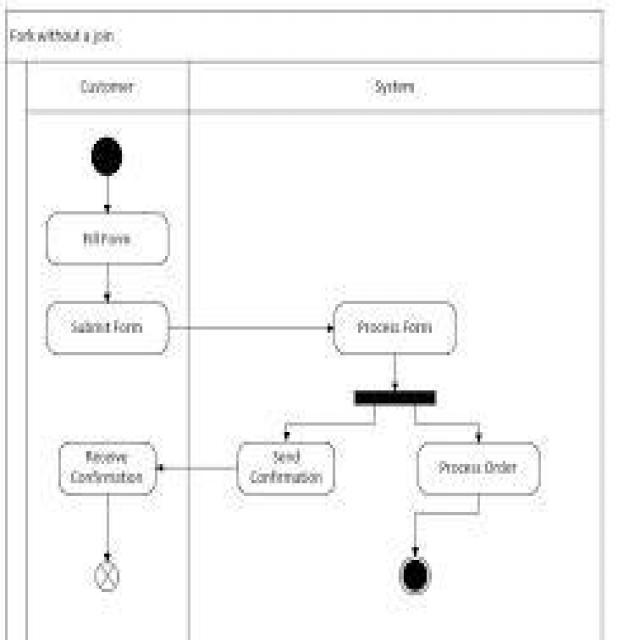 Fork without a join
Customer
System
Fill Form
Submit Form
Process Form
Receive
Confirmation
Send
Confirmation
Process Order